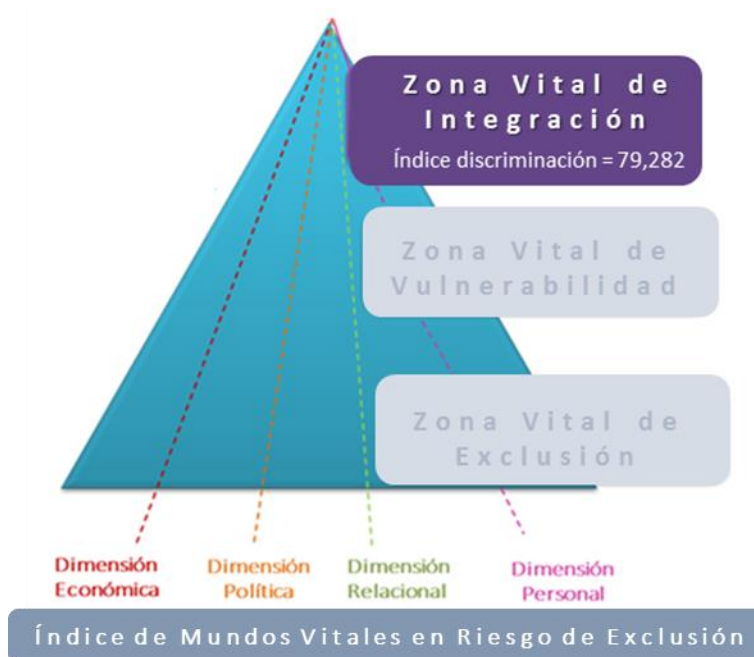 Zona Vital de
Integración
Índice discriminación = 79,282
Zona Vital de
Vulnerabilidad
Zona Vital de
Exclusión
Dimensión
Económica
Dimensión
Política
Dimensión
Relacional
Dimensión
Personal
Índice de Mundos Vitales en Riesgo de Exclusión